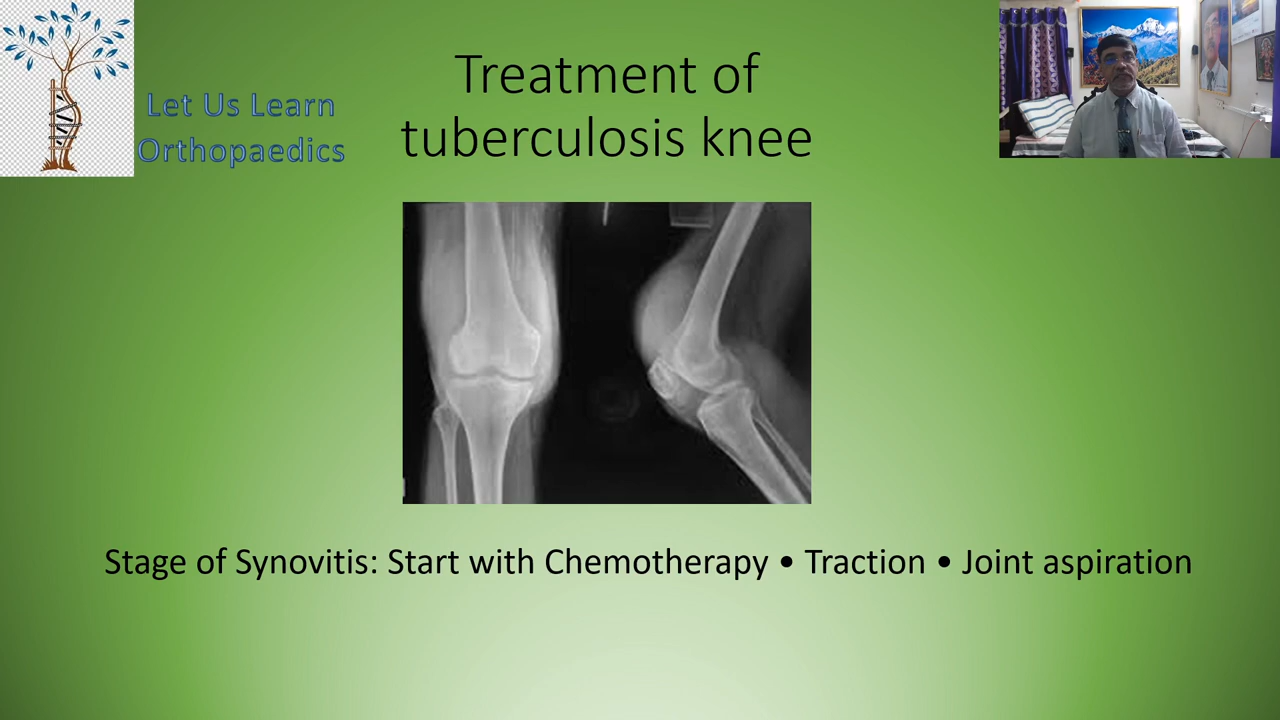 Let Us Learn
Orthopaedics
Treatment of
tuberculosis knee
Stage of Synovitis: Start with Chemotherapy • Traction • Joint aspiration